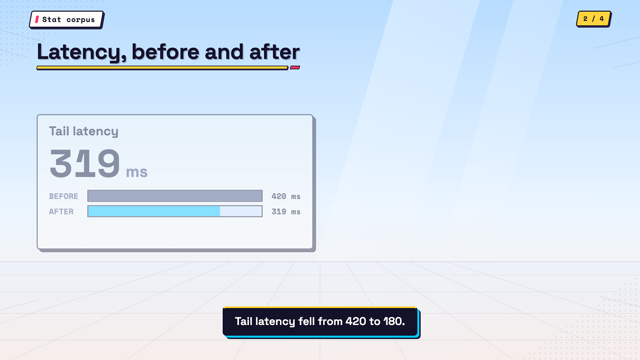 Stat corpus
2 / 4
Latency, before and after
Tail latency
319 ms
BEFORE 420 ms
AFTER 319 ms
Tail latency fell from 420 to 180.